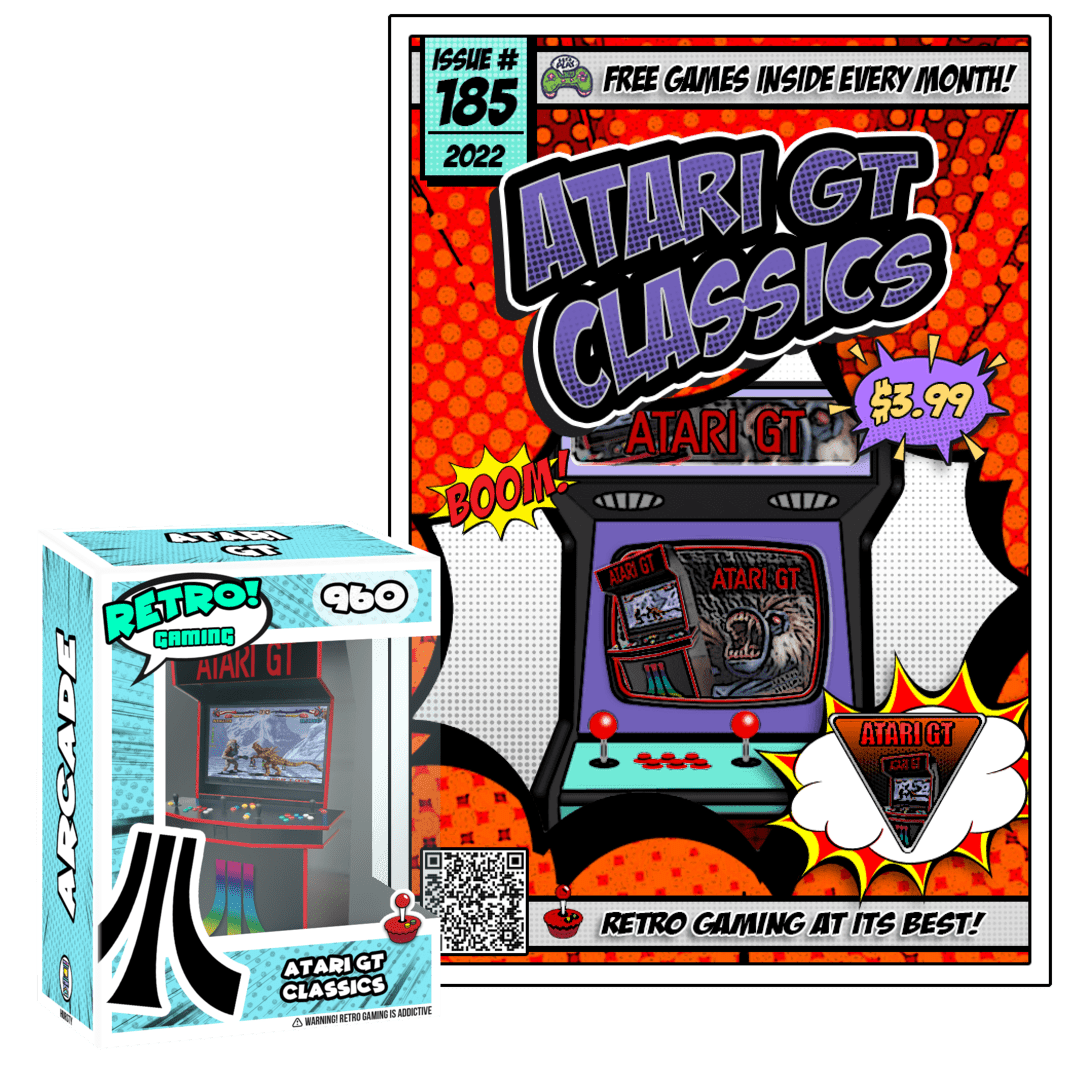 ISSUE #
185
2022
FREE GAMES INSIDE EVERY MONTH!
ATARI GT
CLASSICS
$3.99
ATARI GT
BOOM!
ATARI GT
ATARI GT
ATARI GT
RETRO GAMING AT ITS BEST!
ATARI
GT
RETRO!
GAMING
960
ATARI GT
ARCADE
ATARI GT
CLASSICS
WARNING! RETRO GAMING IS ADDICTIVE